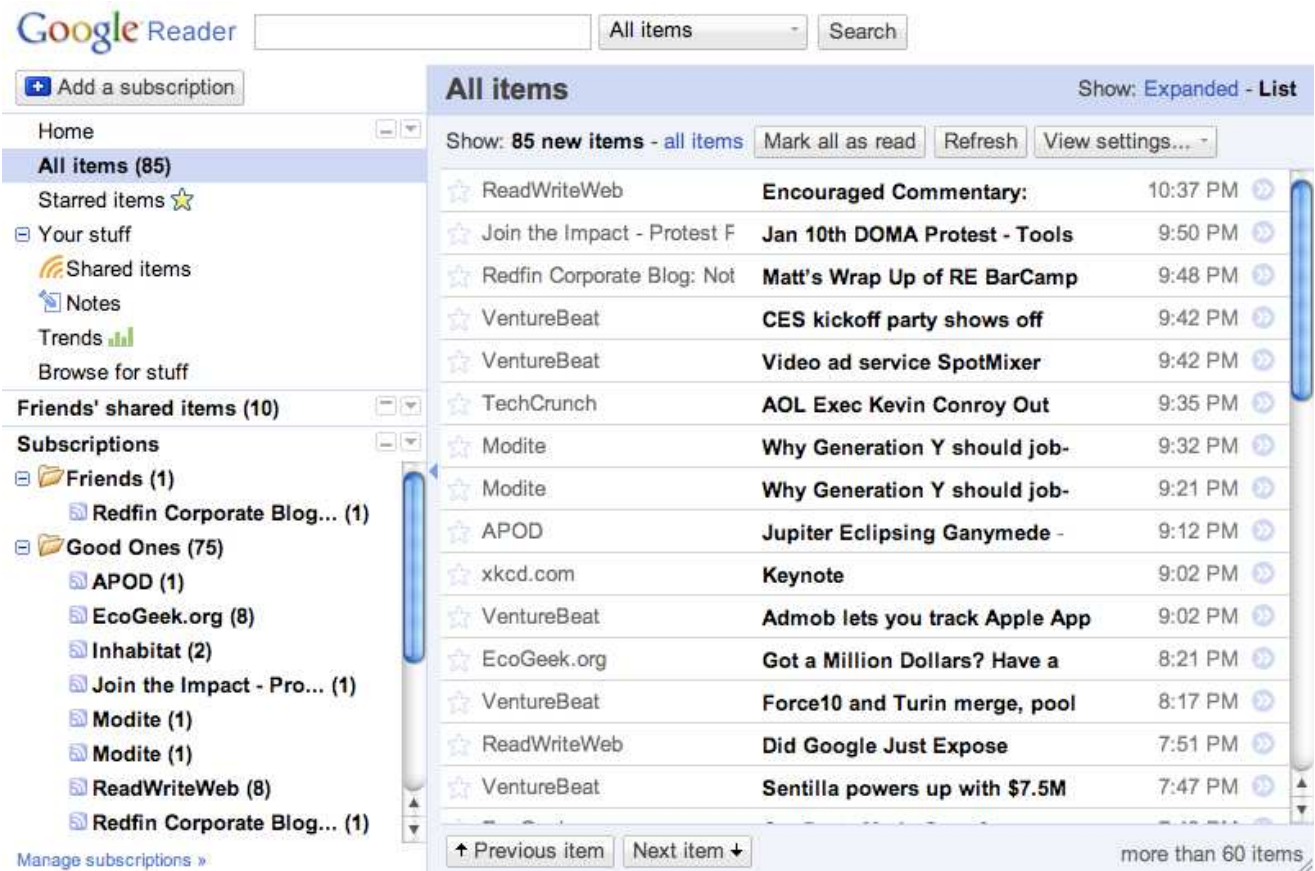 Google Reader All items Search
Add a subscription
Home
All items (85)
Starred items
Your stuff
Shared items
Notes
Trends
Browse for stuff
Friends' shared items (10)
Subscriptions
Friends (1)
Redfin Corporate Blog... (1)
Good Ones (75)
APOD (1)
EcoGeek.org (8)
Inhabitat (2)
Join the Impact - Pro... (1)
Modite (1)
Modite (1)
ReadWriteWeb (8)
Redfin Corporate Blog... (1)
Manage subscriptions »
All items Show: Expanded - List
Show: 85 new items - all items Mark all as read Refresh View settings...
ReadWriteWeb Encouraged Commentary: 10:37 PM
Join the Impact - Protest F Jan 10th DOMA Protest - Tools 9:50 PM
Redfin Corporate Blog: Not Matt's Wrap Up of RE BarCamp 9:48 PM
VentureBeat CES kickoff party shows off 9:42 PM
VentureBeat Video ad service SpotMixer 9:42 PM
TechCrunch AOL Exec Kevin Conroy Out 9:35 PM
Modite Why Generation Y should job- 9:32 PM
Modite Why Generation Y should job- 9:21 PM
APOD Jupiter Eclipsing Ganymede - 9:12 PM
xkcd.com Keynote 9:02 PM
VentureBeat Admob lets you track Apple App 9:02 PM
EcoGeek.org Got a Million Dollars? Have a 8:21 PM
VentureBeat Force10 and Turin merge, pool 8:17 PM
ReadWriteWeb Did Google Just Expose 7:51 PM
VentureBeat Sentilla powers up with $7.5M 7:47 PM
Previous item Next item more than 60 items